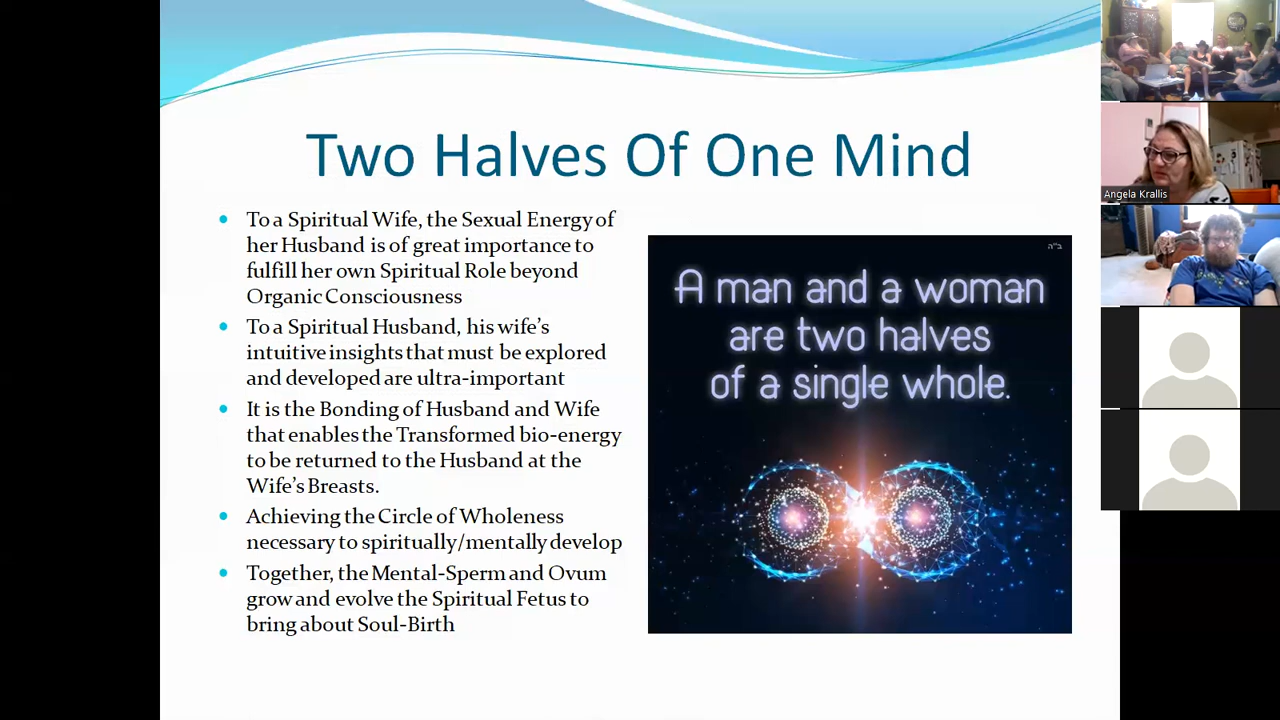 Two Halves Of One Mind
To a Spiritual Wife, the Sexual Energy of
her Husband is of great importance to
fulfill her own Spiritual Role beyond
Organic Consciousness
To a Spiritual Husband, his wife's
intuitive insights that must be explored
and developed are ultra-important
It is the Bonding of Husband and Wife
that enables the Transformed bio-energy
to be returned to the Husband at the
Wife's Breasts.
Achieving the Circle of Wholeness
necessary to spiritually/mentally develop
Together, the Mental-Sperm and Ovum
grow and evolve the Spiritual Fetus to
bring about Soul-Birth
ב"ה
A man and a woman
are two halves
of a single whole.
Angela Krallis